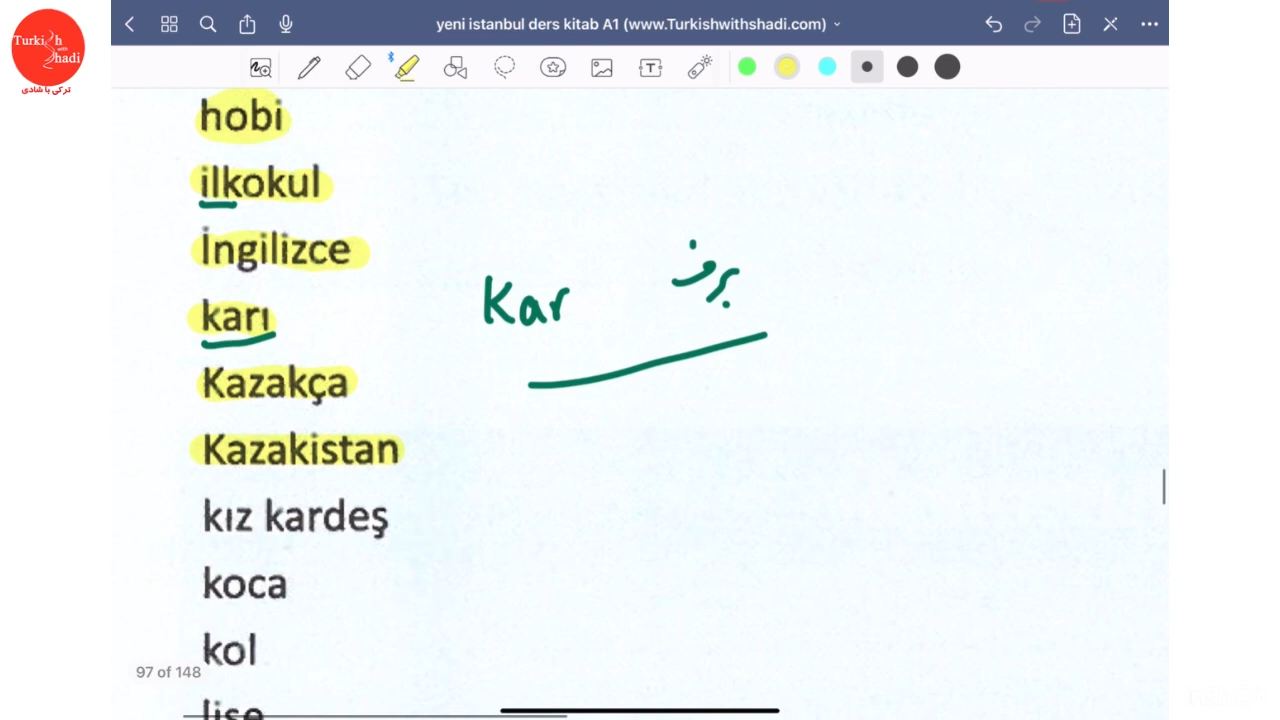 yeni istanbul ders kitab A1 (www.Turkishwithshadi.com)
Turkish
with
Shadi
ترکی با شادی
hobi
ilkokul
İngilizce
karı
Kar برف
Kazakça
Kazakistan
kız kardeş
koca
kol
97 of 148
lise